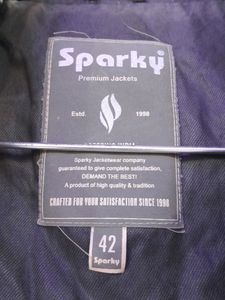 Sparky
Premium Jackets
Estd. 1998
Sparky Jacketwear company
guaranteed to give complete satisfaction,
DEMAND THE BEST!
A product of high quality & tradition
CRAFTED FOR YOUR SATISFACTION SINCE 1998
42
Sparky